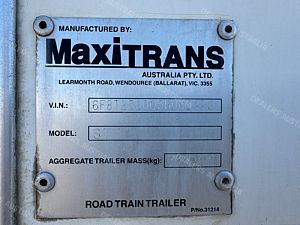 MANUFACTURED BY:
MaxiTRANS
AUSTRALIA PTY. LTD.
LEARMONTH ROAD, WENDOUREE (BALLARAT), VIC. 3355
V.I.N.:
MODEL:
AGGREGATE TRAILER MASS(kg):
ROAD TRAIN TRAILER
P/No.31214